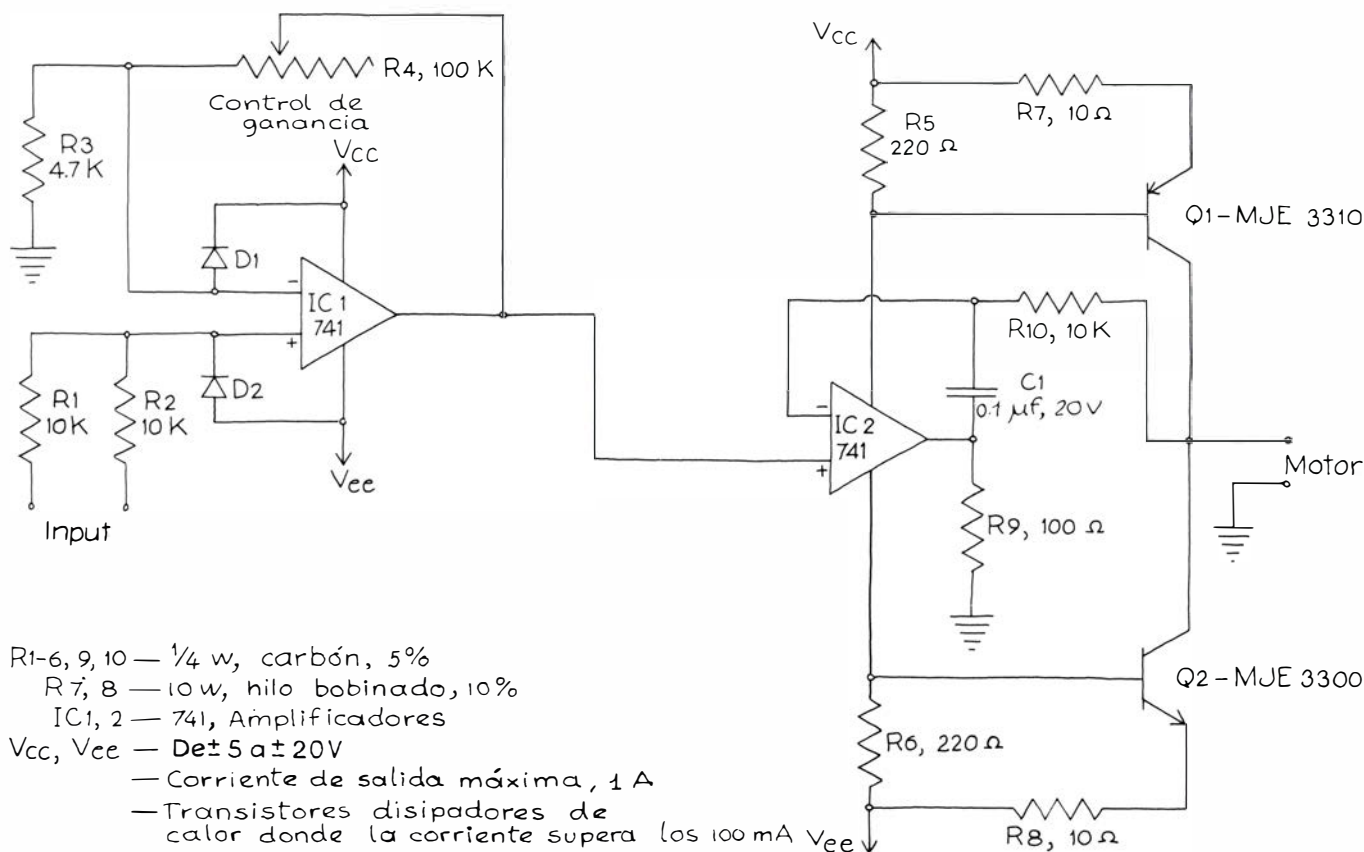 Vcc
R4, 100 K
Control de
ganancia
R3
4.7 K
Vcc
D1
-
IC 1
741
+
D2
R1
10K
R2
10 K
Vee
Input
Vcc
R7, 10 Ω
R5
220 Ω
Q1-MJE 3310
R10, 10 K
C1
0.1 µf, 20V
-
IC 2
741
+
Motor
R9, 100 Ω
Q2-MJE 3300
R6, 220 Ω
R8, 10 Ω
Vee
R1-6, 9, 10 — 1/4 w, carbón, 5%
R7, 8 — 10 w, hilo bobinado, 10%
IC1, 2 — 741, Amplificadores
Vcc, Vee — De ± 5 a ± 20V
— Corriente de salida máxima, 1 A
— Transistores disipadores de
calor donde la corriente supera los 100 mA